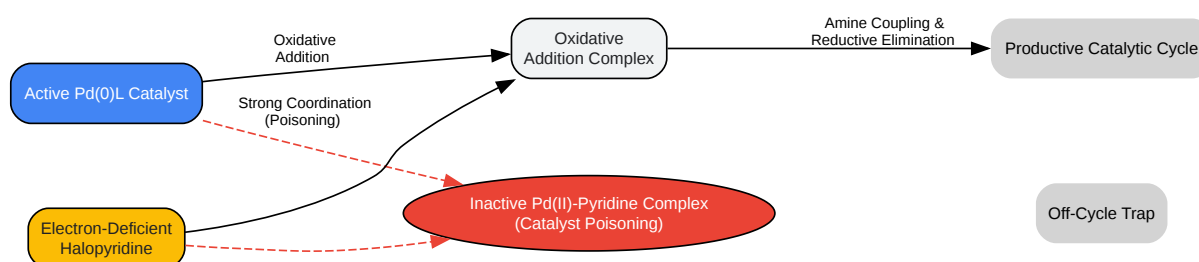 Amine Coupling &
Reductive Elimination
Oxidative
Addition
Oxidative
Addition Complex
Productive Catalytic Cycle
Active Pd(0)L Catalyst
Strong Coordination
(Poisoning)
Inactive Pd(II)-Pyridine Complex
(Catalyst Poisoning)
Off-Cycle Trap
Electron-Deficient
Halopyridine